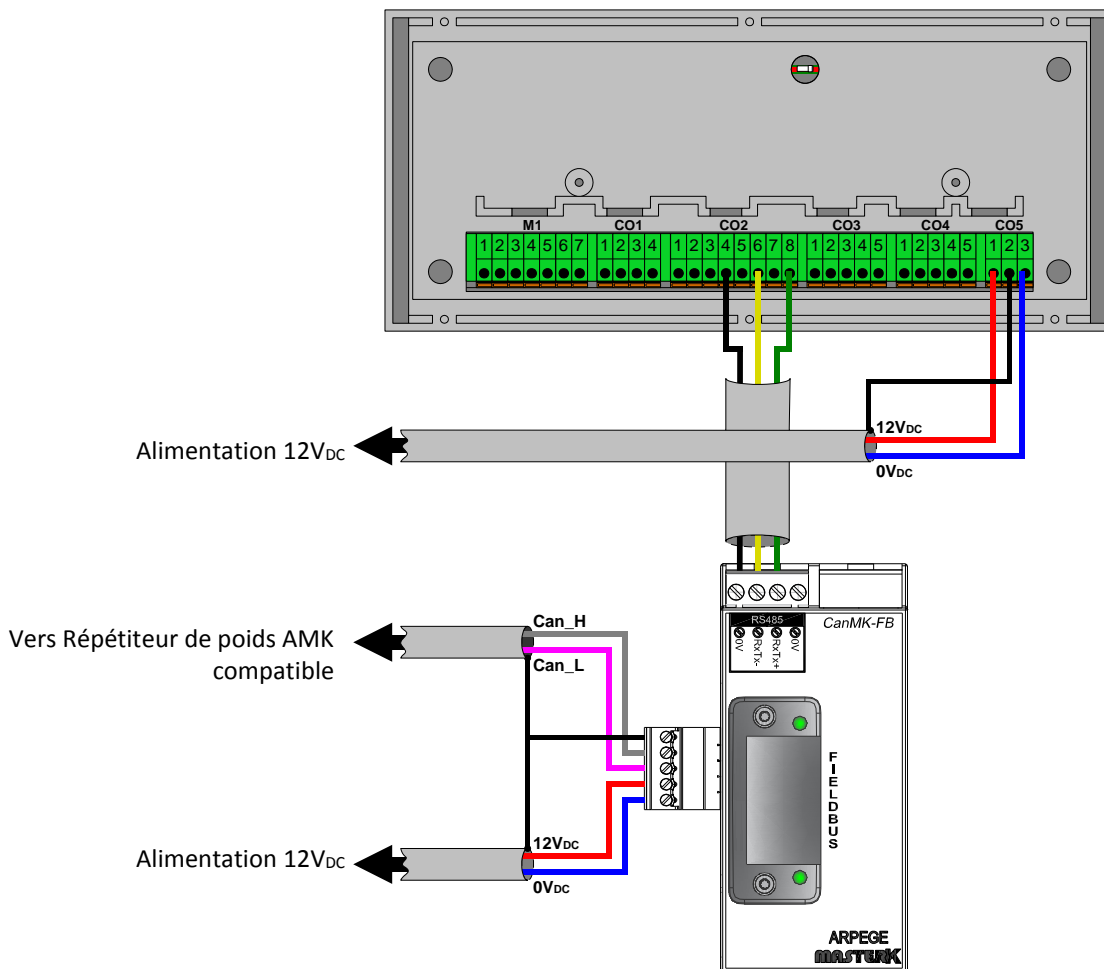 M1 CO1 CO2 CO3 CO4 CO5
1 2 3 4 5 6 7 1 2 3 4 1 2 3 4 5 6 7 8 1 2 3 4 5 1 2 3 4 5 1 2 3
12VDC
Alimentation 12VDC
0VDC
Can_H
RS485
CanMK-FB
Vers Répétiteur de poids AMK
compatible
0V RxTx- RxTx+ 0V
Can_L
FIELDBUS
12VDC
Alimentation 12VDC
0VDC
ARPEGE
MASTERK